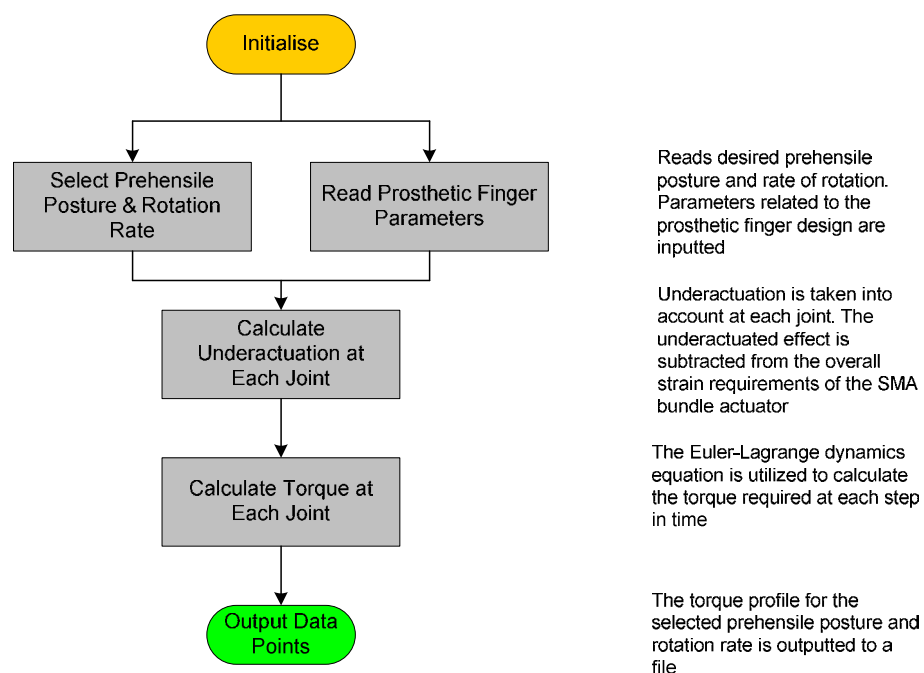 Initialise
Select Prehensile
Posture & Rotation
Rate
Read Prosthetic Finger
Parameters
Reads desired prehensile
posture and rate of rotation.
Parameters related to the
prosthetic finger design are
inputted
Calculate
Underactuation at
Each Joint
Underactuation is taken into
account at each joint. The
underactuated effect is
subtracted from the overall
strain requirements of the SMA
bundle actuator
Calculate Torque at
Each Joint
The Euler-Lagrange dynamics
equation is utilized to calculate
the torque required at each step
in time
Output Data
Points
The torque profile for the
selected prehensile posture and
rotation rate is outputted to a
file